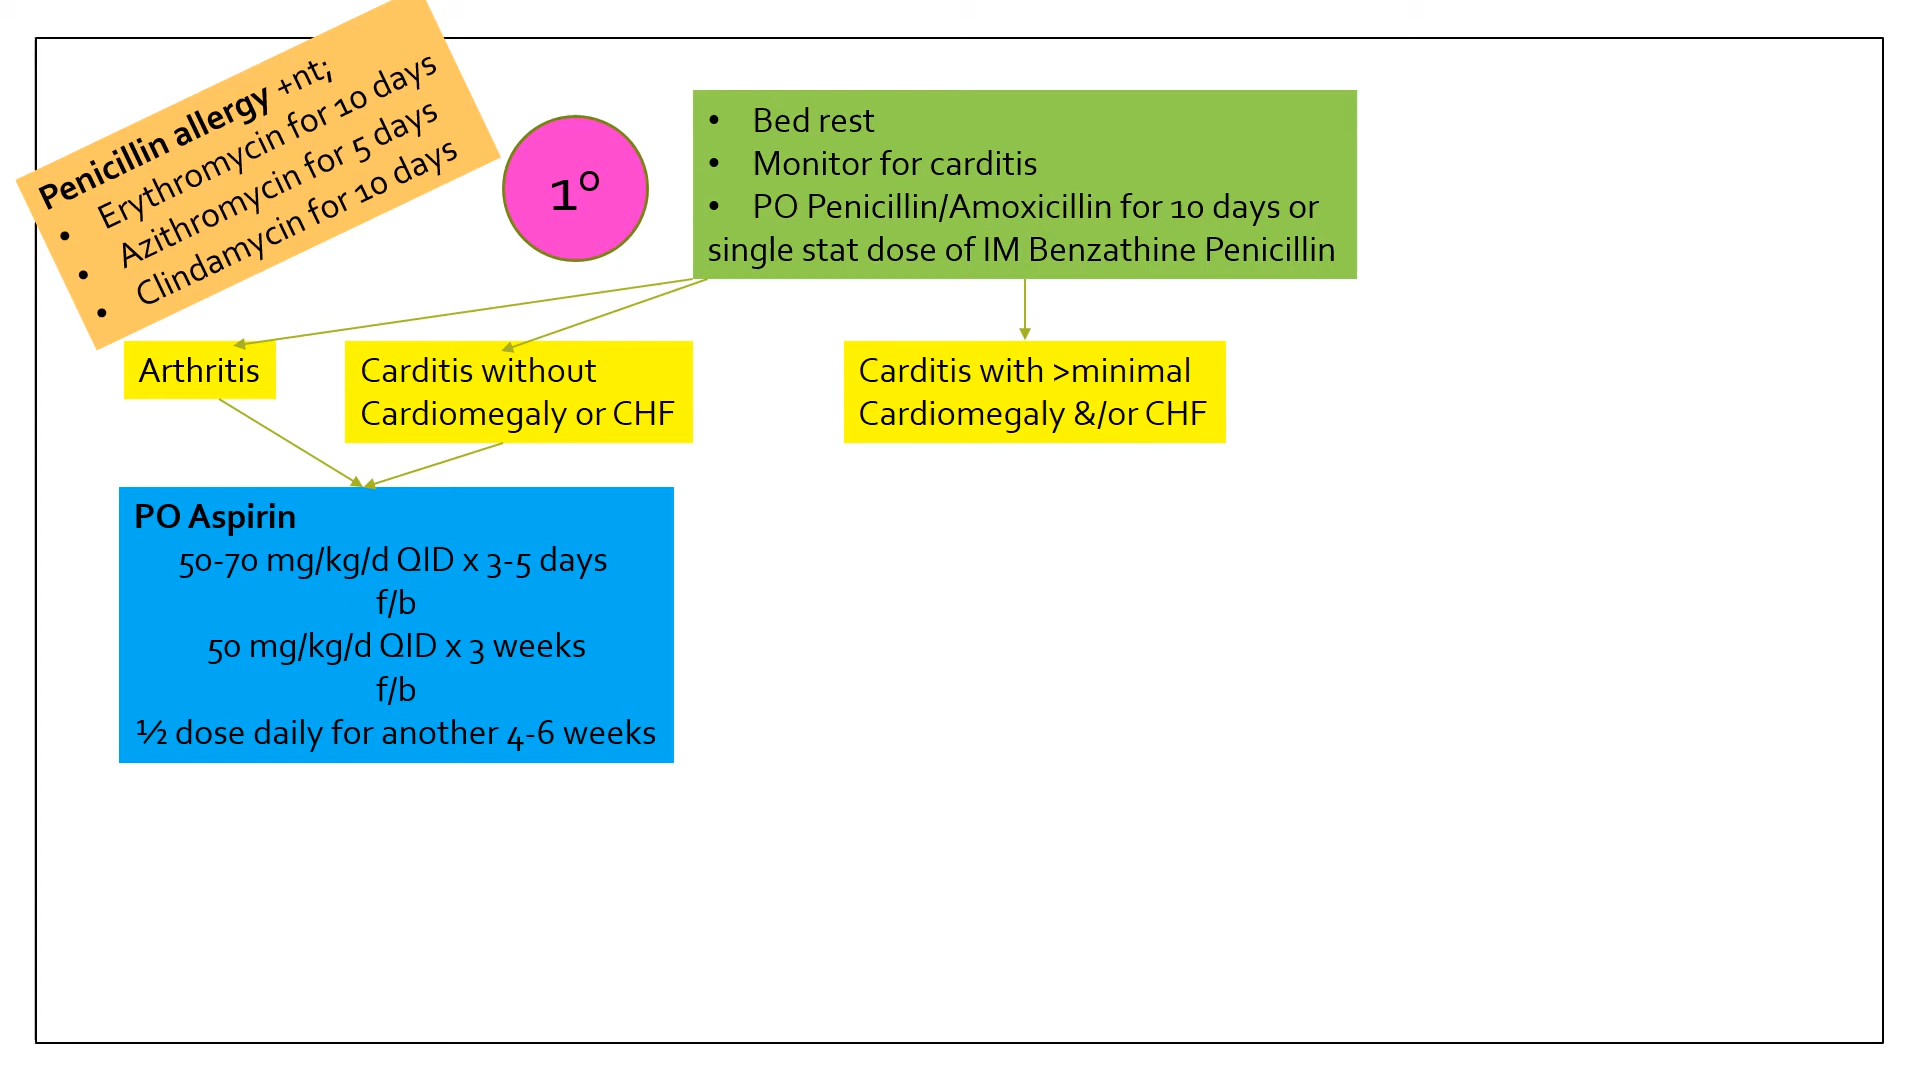 Penicillin allergy +nt;
• Erythromycin for 10 days
• Azithromycin for 5 days
• Clindamycin for 10 days
1°
• Bed rest
• Monitor for carditis
• PO Penicillin/Amoxicillin for 10 days or
single stat dose of IM Benzathine Penicillin
Arthritis
Carditis without
Cardiomegaly or CHF
Carditis with >minimal
Cardiomegaly &/or CHF
PO Aspirin
50-70 mg/kg/d QID x 3-5 days
f/b
50 mg/kg/d QID x 3 weeks
f/b
½ dose daily for another 4-6 weeks